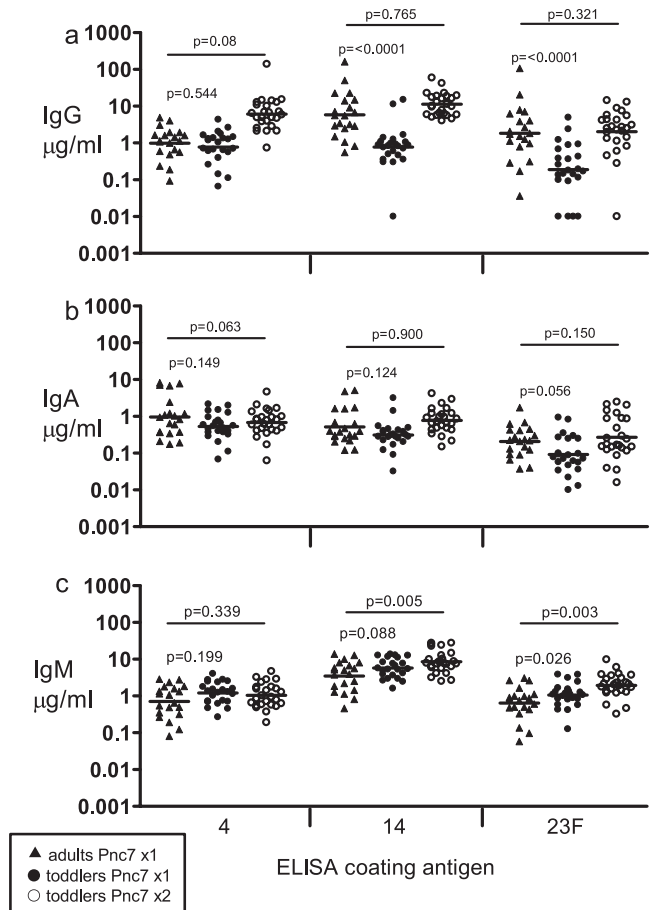 a
p=0.765
p=0.321
p=0.08
p=<0.0001
p=<0.0001
p=0.544
IgG
µg/ml
1000
100
10
1
0.1
0.01
0.001
b
p=0.063
p=0.900
p=0.150
p=0.149
p=0.124
p=0.056
IgA
µg/ml
1000
100
10
1
0.1
0.01
0.001
c
p=0.339
p=0.005
p=0.003
p=0.199
p=0.088
p=0.026
IgM
µg/ml
1000
100
10
1
0.1
0.01
0.001
4 14 23F
ELISA coating antigen
▲ adults Pnc7 x1
● toddlers Pnc7 x1
○ toddlers Pnc7 x2